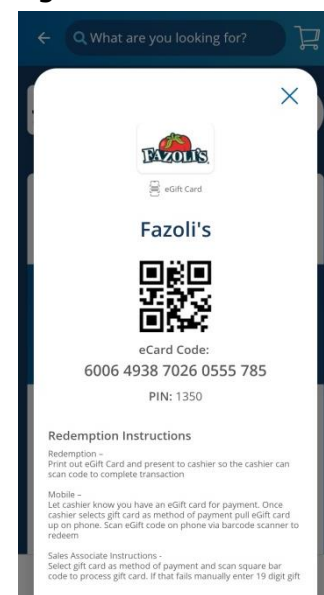 What are you looking for?
FAZOLI'S
eGift Card
Fazoli's
eCard Code:
6006 4938 7026 0555 785
PIN: 1350
Redemption Instructions
Redemption –
Print out eGift Card and present to cashier so the cashier can
scan code to complete transaction
Mobile –
Let cashier know you have an eGift card for payment. Once
cashier selects gift card as method of payment pull eGift card
up on phone. Scan eGift code on phone via barcode scanner to
redeem
Sales Associate Instructions -
Select gift card as method of payment and scan square bar
code to process gift card. If that fails manually enter 19 digit gift